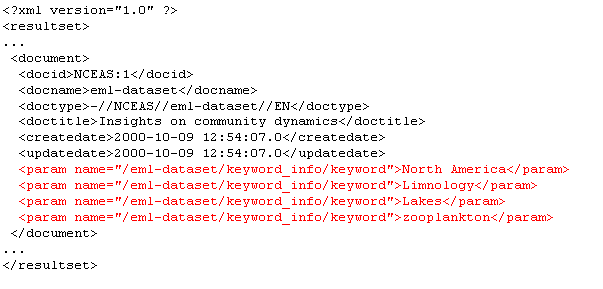 <?xml version="1.0" ?>
<resultset>
...
<document>
<docid>NCEAS:1</docid>
<docname>eml-dataset</docname>
<doctype>-//NCEAS//eml-dataset//EN</doctype>
<doctitle>Insights on community dynamics</doctitle>
<createdate>2000-10-09 12:54:07.0</createdate>
<updatedate>2000-10-09 12:54:07.0</updatedate>
<param name="/eml-dataset/keyword_info/keyword">North America</param>
<param name="/eml-dataset/keyword_info/keyword">Limnology</param>
<param name="/eml-dataset/keyword_info/keyword">Lakes</param>
<param name="/eml-dataset/keyword_info/keyword">zooplankton</param>
</document>
...
</resultset>